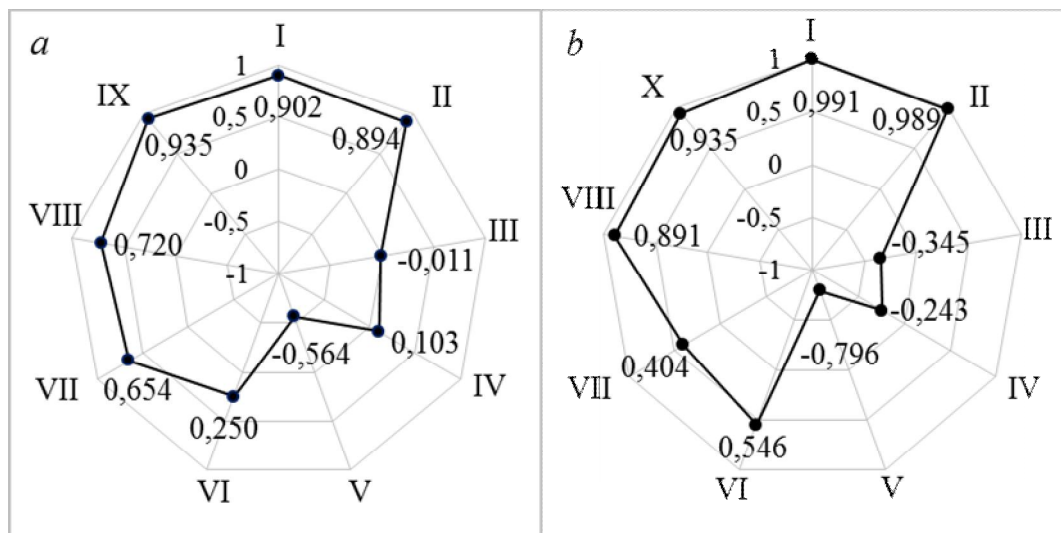 a
I
II
III
IV
V
VI
VII
VIII
IX
1
0,5
0
-0,5
-1
0,902
0,894
-0,011
0,103
-0,564
0,250
0,654
0,720
0,935
b
I
II
III
IV
V
VI
VII
VIII
X
1
0,5
0
-0,5
-1
0,991
0,989
-0,345
-0,243
-0,796
0,546
0,404
0,891
0,935